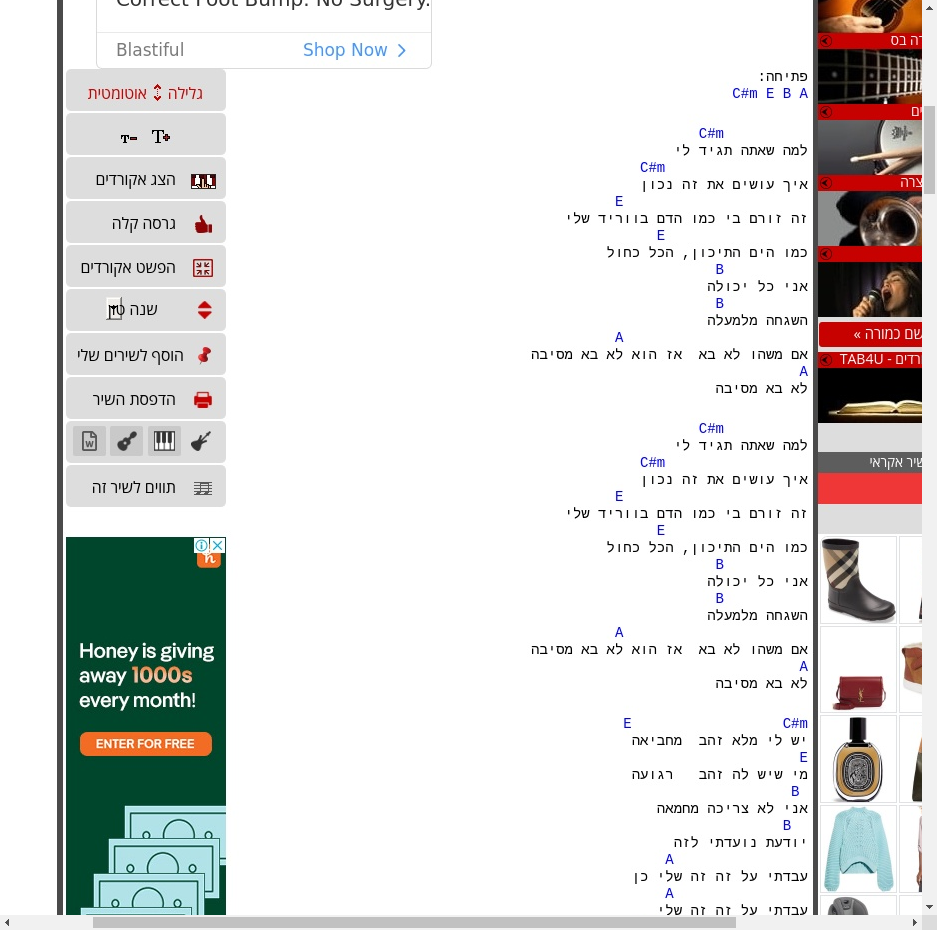 Correct Foot Bump. No Surgery.
Blastiful
Shop Now
גלילה אוטומטית
T- T+
הצג אקורדים
גרסה קלה
הפשט אקורדים
שנה טון
הוסף לשירים שלי
הדפסת השיר
W
תווים לשיר זה
Honey is giving
away 1000s
every month!
ENTER FOR FREE
פתיחה:
C#m E B A
C#m
למה שאתה תגיד לי
C#m
איך עושים את זה נכון
E
זה זורם בי כמו הדם בווריד שלי
E
כמו הים התיכון, הכל כחול
B
אני כל יכולה
B
השגחה מלמעלה
A
אם משהו לא בא  אז הוא לא בא מסיבה
A
לא בא מסיבה
C#m
למה שאתה תגיד לי
C#m
איך עושים את זה נכון
E
זה זורם בי כמו הדם בווריד שלי
E
כמו הים התיכון, הכל כחול
B
אני כל יכולה
B
השגחה מלמעלה
A
אם משהו לא בא  אז הוא לא בא מסיבה
A
לא בא מסיבה
E C#m
יש לי מלא זהב  מחביאה
E
מי שיש לה זהב   רגועה
B
אני לא צריכה מחמאה
B
יודעת נועדתי לזה
A
עבדתי על זה זה שלי כן
A
עבדתי על זה זה שלי
רה בס
ים
צרה
שם כמורה »
רדים - TAB4U
שיר אקראי